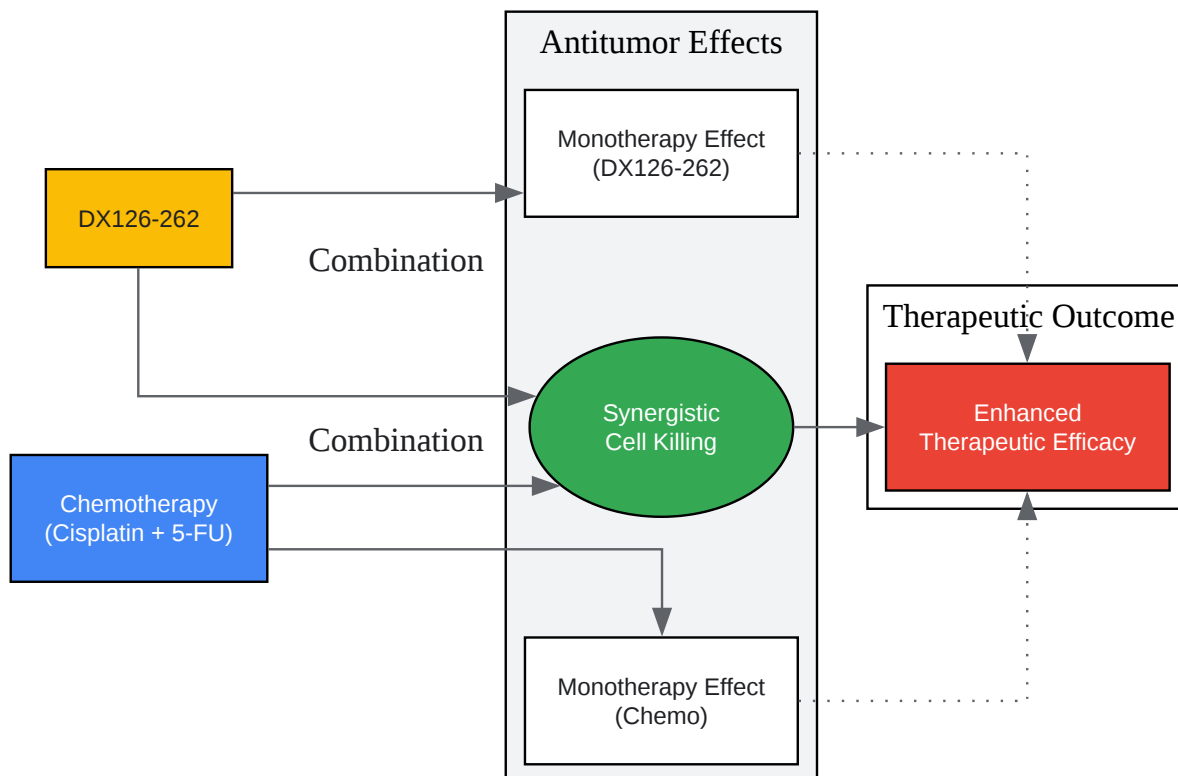 Antitumor Effects
Monotherapy Effect
(DX126-262)
DX126-262
Combination
Therapeutic Outcome
Synergistic
Cell Killing
Enhanced
Therapeutic Efficacy
Combination
Chemotherapy
(Cisplatin + 5-FU)
Monotherapy Effect
(Chemo)